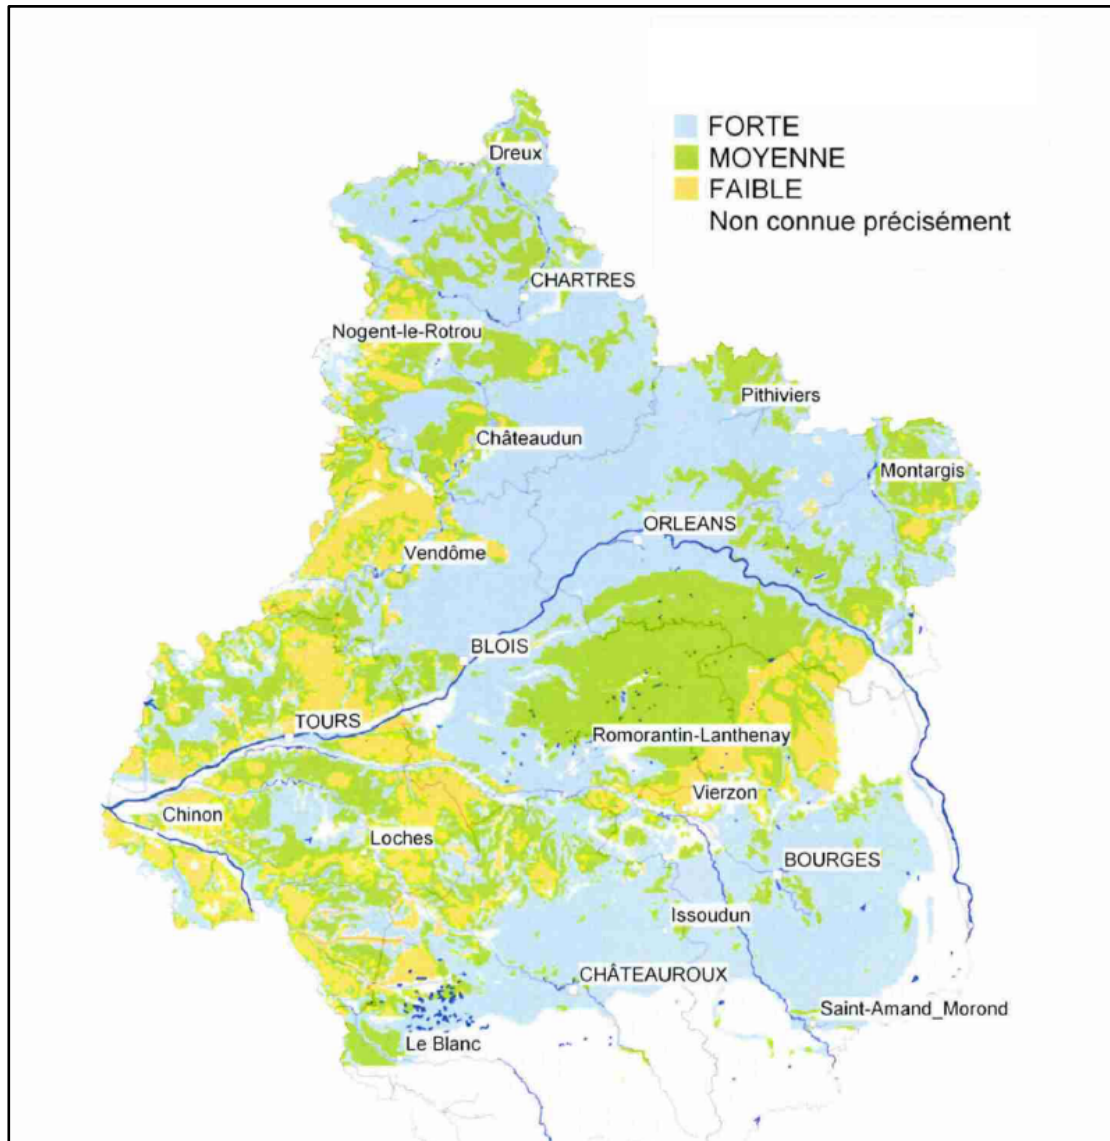 FORTE
MOYENNE
FAIBLE
Non connue précisément
Dreux
CHARTRES
Nogent-le-Rotrou
Pithiviers
Châteaudun
Montargis
ORLEANS
Vendôme
BLOIS
TOURS
Romorantin-Lanthenay
Vierzon
Chinon
Loches
BOURGES
Issoudun
CHÂTEAUROUX
Saint-Amand_Morond
Le Blanc